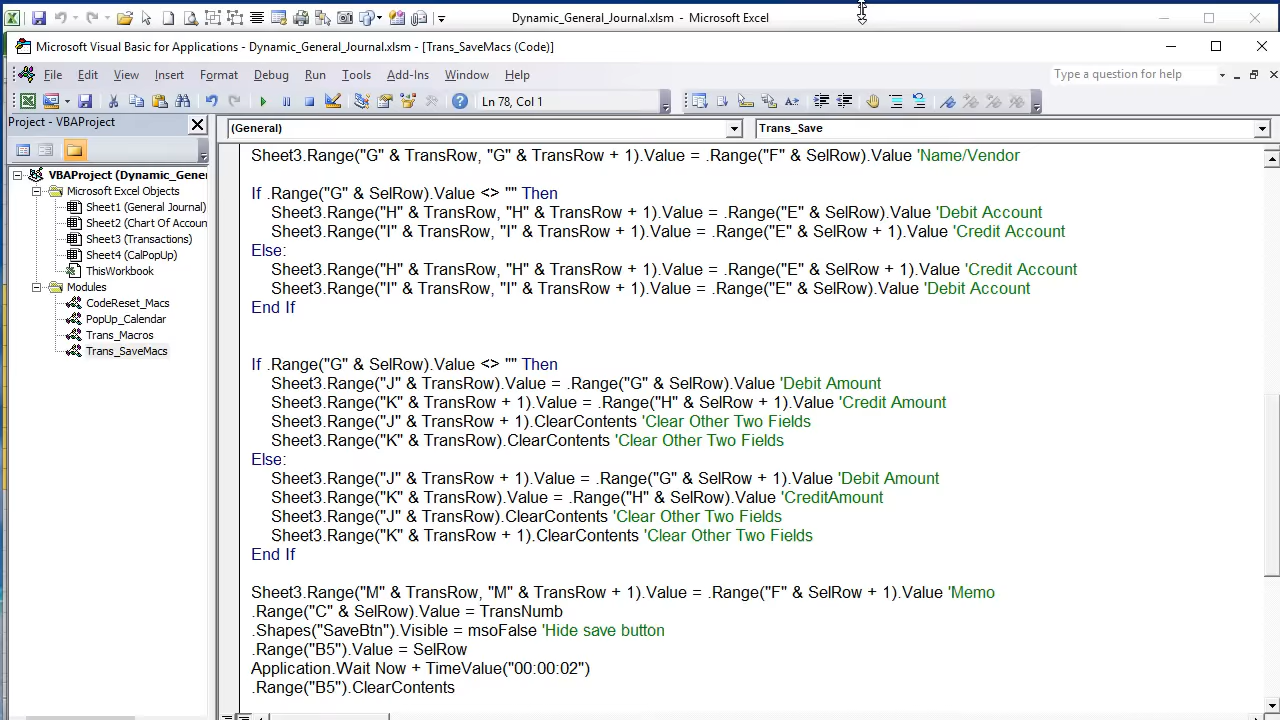 Dynamic_General_Journal.xlsm - Microsoft Excel
Microsoft Visual Basic for Applications - Dynamic_General_Journal.xlsm - [Trans_SaveMacs (Code)]
File Edit View Insert Format Debug Run Tools Add-Ins Window Help
Type a question for help
Ln 78, Col 1
Project - VBAProject
(General)
Trans_Save
VBAProject (Dynamic_Gene
Microsoft Excel Objects
Sheet1 (General Journal)
Sheet2 (Chart Of Accoun
Sheet3 (Transactions)
Sheet4 (CalPopUp)
ThisWorkbook
Modules
CodeReset_Macs
PopUp_Calendar
Trans_Macros
Trans_SaveMacs
Sheet3.Range("G" & TransRow, "G" & TransRow + 1).Value = .Range("F" & SelRow).Value 'Name/Vendor
If .Range("G" & SelRow).Value <> "" Then
Sheet3.Range("H" & TransRow, "H" & TransRow + 1).Value = .Range("E" & SelRow).Value 'Debit Account
Sheet3.Range("I" & TransRow, "I" & TransRow + 1).Value = .Range("E" & SelRow + 1).Value 'Credit Account
Else:
Sheet3.Range("H" & TransRow, "H" & TransRow + 1).Value = .Range("E" & SelRow + 1).Value 'Credit Account
Sheet3.Range("I" & TransRow, "I" & TransRow + 1).Value = .Range("E" & SelRow).Value 'Debit Account
End If
If .Range("G" & SelRow).Value <> "" Then
Sheet3.Range("J" & TransRow).Value = .Range("G" & SelRow).Value 'Debit Amount
Sheet3.Range("K" & TransRow + 1).Value = .Range("H" & SelRow + 1).Value 'Credit Amount
Sheet3.Range("J" & TransRow + 1).ClearContents 'Clear Other Two Fields
Sheet3.Range("K" & TransRow).ClearContents 'Clear Other Two Fields
Else:
Sheet3.Range("J" & TransRow + 1).Value = .Range("G" & SelRow + 1).Value 'Debit Amount
Sheet3.Range("K" & TransRow).Value = .Range("H" & SelRow).Value 'CreditAmount
Sheet3.Range("J" & TransRow).ClearContents 'Clear Other Two Fields
Sheet3.Range("K" & TransRow + 1).ClearContents 'Clear Other Two Fields
End If
Sheet3.Range("M" & TransRow, "M" & TransRow + 1).Value = .Range("F" & SelRow + 1).Value 'Memo
.Range("C" & SelRow).Value = TransNumb
.Shapes("SaveBtn").Visible = msoFalse 'Hide save button
.Range("B5").Value = SelRow
Application.Wait Now + TimeValue("00:00:02")
.Range("B5").ClearContents